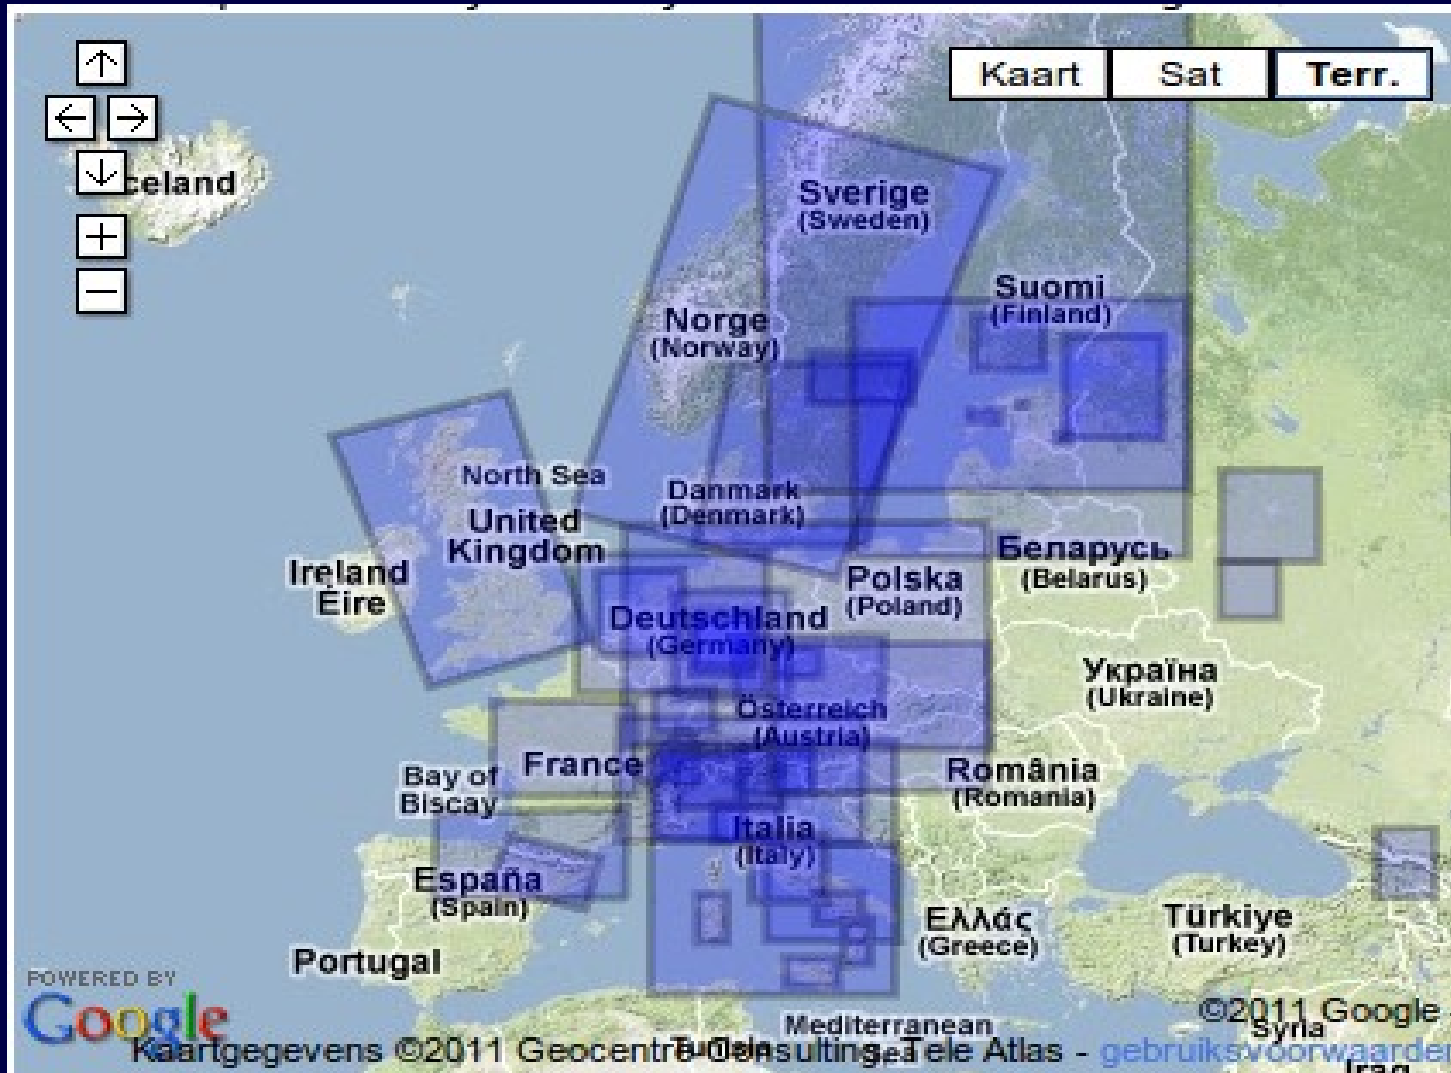 Kaart
Sat
Terr.
celand
Sverige
(Sweden)
Suomi
(Finland)
Norge
(Norway)
North Sea
Danmark
(Denmark)
United
Kingdom
Беларусь
(Belarus)
Ireland
Éire
Polska
(Poland)
Deutschland
(Germany)
Україна
(Ukraine)
Österreich
(Austria)
France
Bay of
Biscay
România
(Romania)
Italia
(Italy)
España
(Spain)
Ελλάς
(Greece)
Türkiye
(Turkey)
Portugal
POWERED BY
Google
©2011 Google
Mediterranean
Sea
Syria
Kaartgegevens ©2011 Geocentre Consulting, Tele Atlas - gebruiksvoorwaarden
Tunisia
Iraq